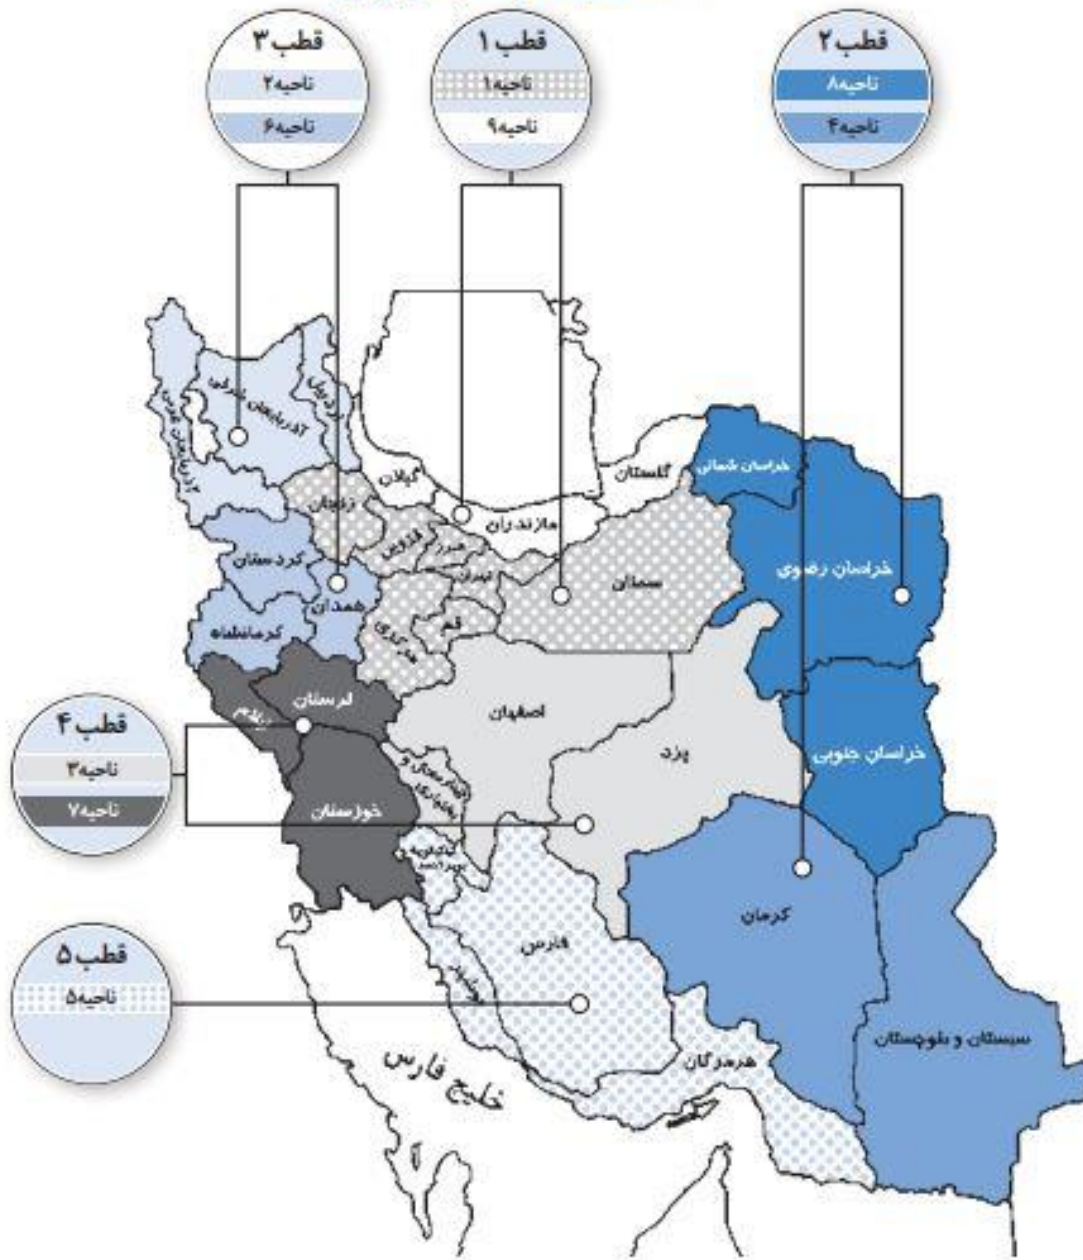 قطب ۲
ناحیه۸
ناحیه۴
قطب ۱
ناحیه۱
ناحیه۹
قطب ۳
ناحیه۲
ناحیه۶
قطب ۴
ناحیه۳
ناحیه۷
قطب ۵
ناحیه۵
اردبیل
آذربایجان شرقی
آذربایجان غربی
گیلان
زنجان
مازندران
گلستان
خراسان شمالی
خراسان رضوی
خراسان جنوبی
قزوین
تهران
سمنان
قم
مرکزی
کردستان
همدان
کرمانشاه
لرستان
ایلام
خوزستان
اصفهان
یزد
چهارمحال و
بختیاری
کهگیلویه و
بویراحمد
فارس
بوشهر
کرمان
سیستان و بلوچستان
هرمزگان
خلیج فارس